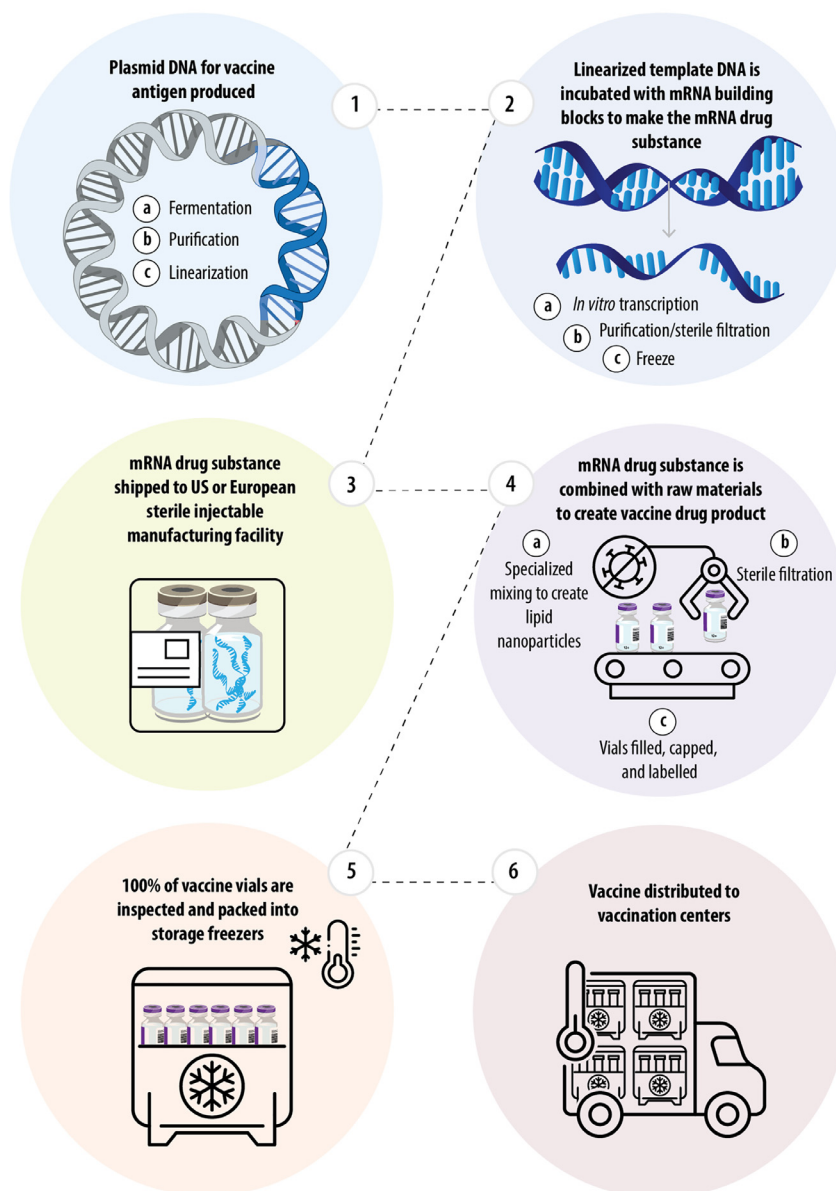 Plasmid DNA for vaccine
antigen produced
1
a Fermentation
b Purification
c Linearization
2
Linearized template DNA is
incubated with mRNA building
blocks to make the mRNA drug
substance
a In vitro transcription
b Purification/sterile filtration
c Freeze
3
mRNA drug substance
shipped to US or European
sterile injectable
manufacturing facility
4
mRNA drug substance is
combined with raw materials
to create vaccine drug product
a
Specialized
mixing to create
lipid
nanoparticles
b
Sterile filtration
c
Vials filled, capped,
and labelled
5
100% of vaccine vials are
inspected and packed into
storage freezers
6
Vaccine distributed to
vaccination centers